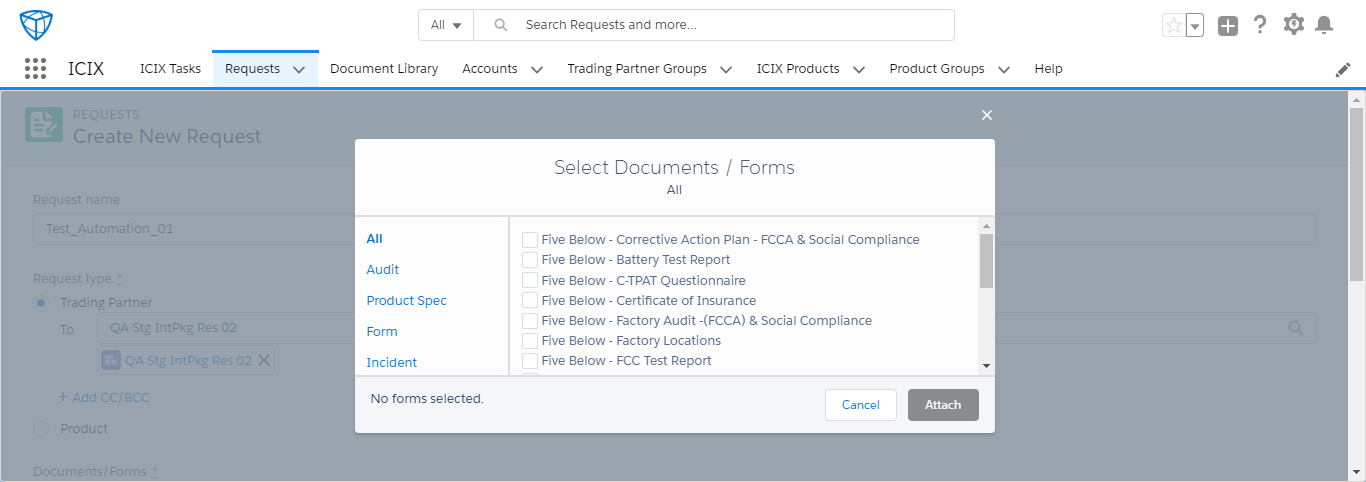 All
Search Requests and more...
ICIX
ICIX Tasks
Requests
Document Library
Accounts
Trading Partner Groups
ICIX Products
Product Groups
Help
REQUESTS
Create New Request
Select Documents / Forms
All
Request name
Test_Automation_01
Request type *
Trading Partner
To
QA Stg IntPkg Res 02
QA Stg IntPkg Res 02
+ Add CC/BCC
Product
Documents/Forms *
All
Audit
Product Spec
Form
Incident
Five Below - Corrective Action Plan - FCCA & Social Compliance
Five Below - Battery Test Report
Five Below - C-TPAT Questionnaire
Five Below - Certificate of Insurance
Five Below - Factory Audit -(FCCA) & Social Compliance
Five Below - Factory Locations
Five Below - FCC Test Report
No forms selected.
Cancel
Attach